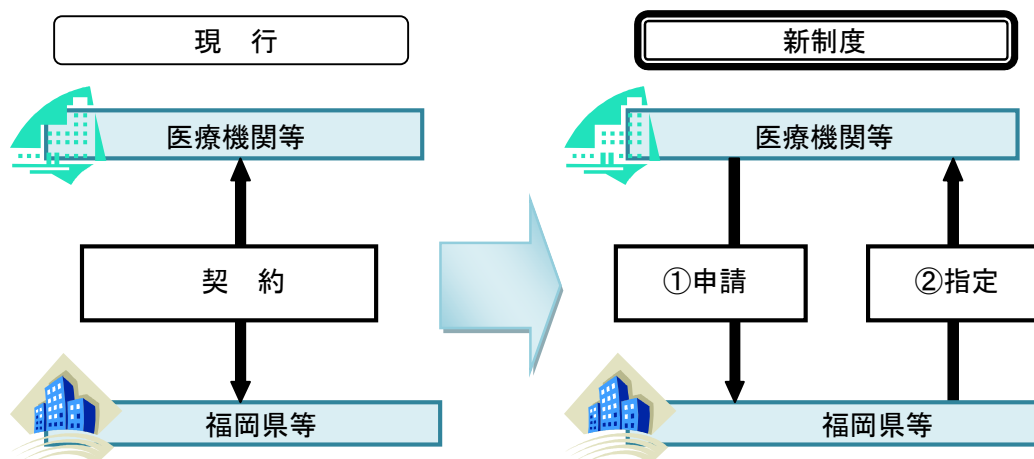 現　行
新制度
医療機関等
医療機関等
契　約
①申請
②指定
福岡県等
福岡県等